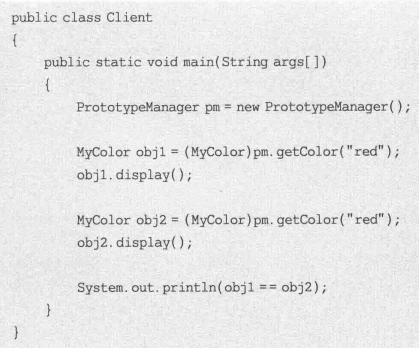 public class Client
{
    public static void main(String args[])
    {
        PrototypeManager pm = new PrototypeManager();

        MyColor obj1 = (MyColor)pm.getColor("red");
        obj1.display();

        MyColor obj2 = (MyColor)pm.getColor("red");
        obj2.display();

        System.out.println(obj1 == obj2);
    }
}